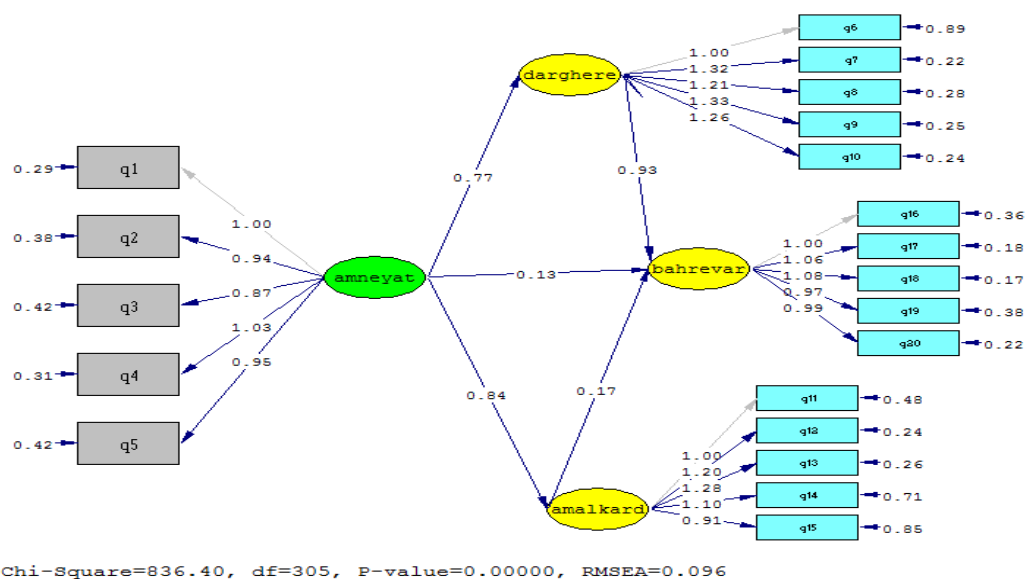 q1
0.29
q2
0.38
q3
0.42
q4
0.31
q5
0.42
1.00
0.94
0.87
1.03
0.95
amneyat
0.77
0.13
0.84
darghere
0.93
bahrevar
0.17
amalkard
1.00
1.32
1.21
1.33
1.26
q6
0.89
q7
0.22
q8
0.28
q9
0.25
q10
0.24
1.00
1.06
1.08
0.97
0.99
q16
0.36
q17
0.18
q18
0.17
q19
0.38
q20
0.22
1.00
1.20
1.28
1.10
0.91
q11
0.48
q12
0.24
q13
0.26
q14
0.71
q15
0.85
Chi-Square=836.40, df=305, P-value=0.00000, RMSEA=0.096